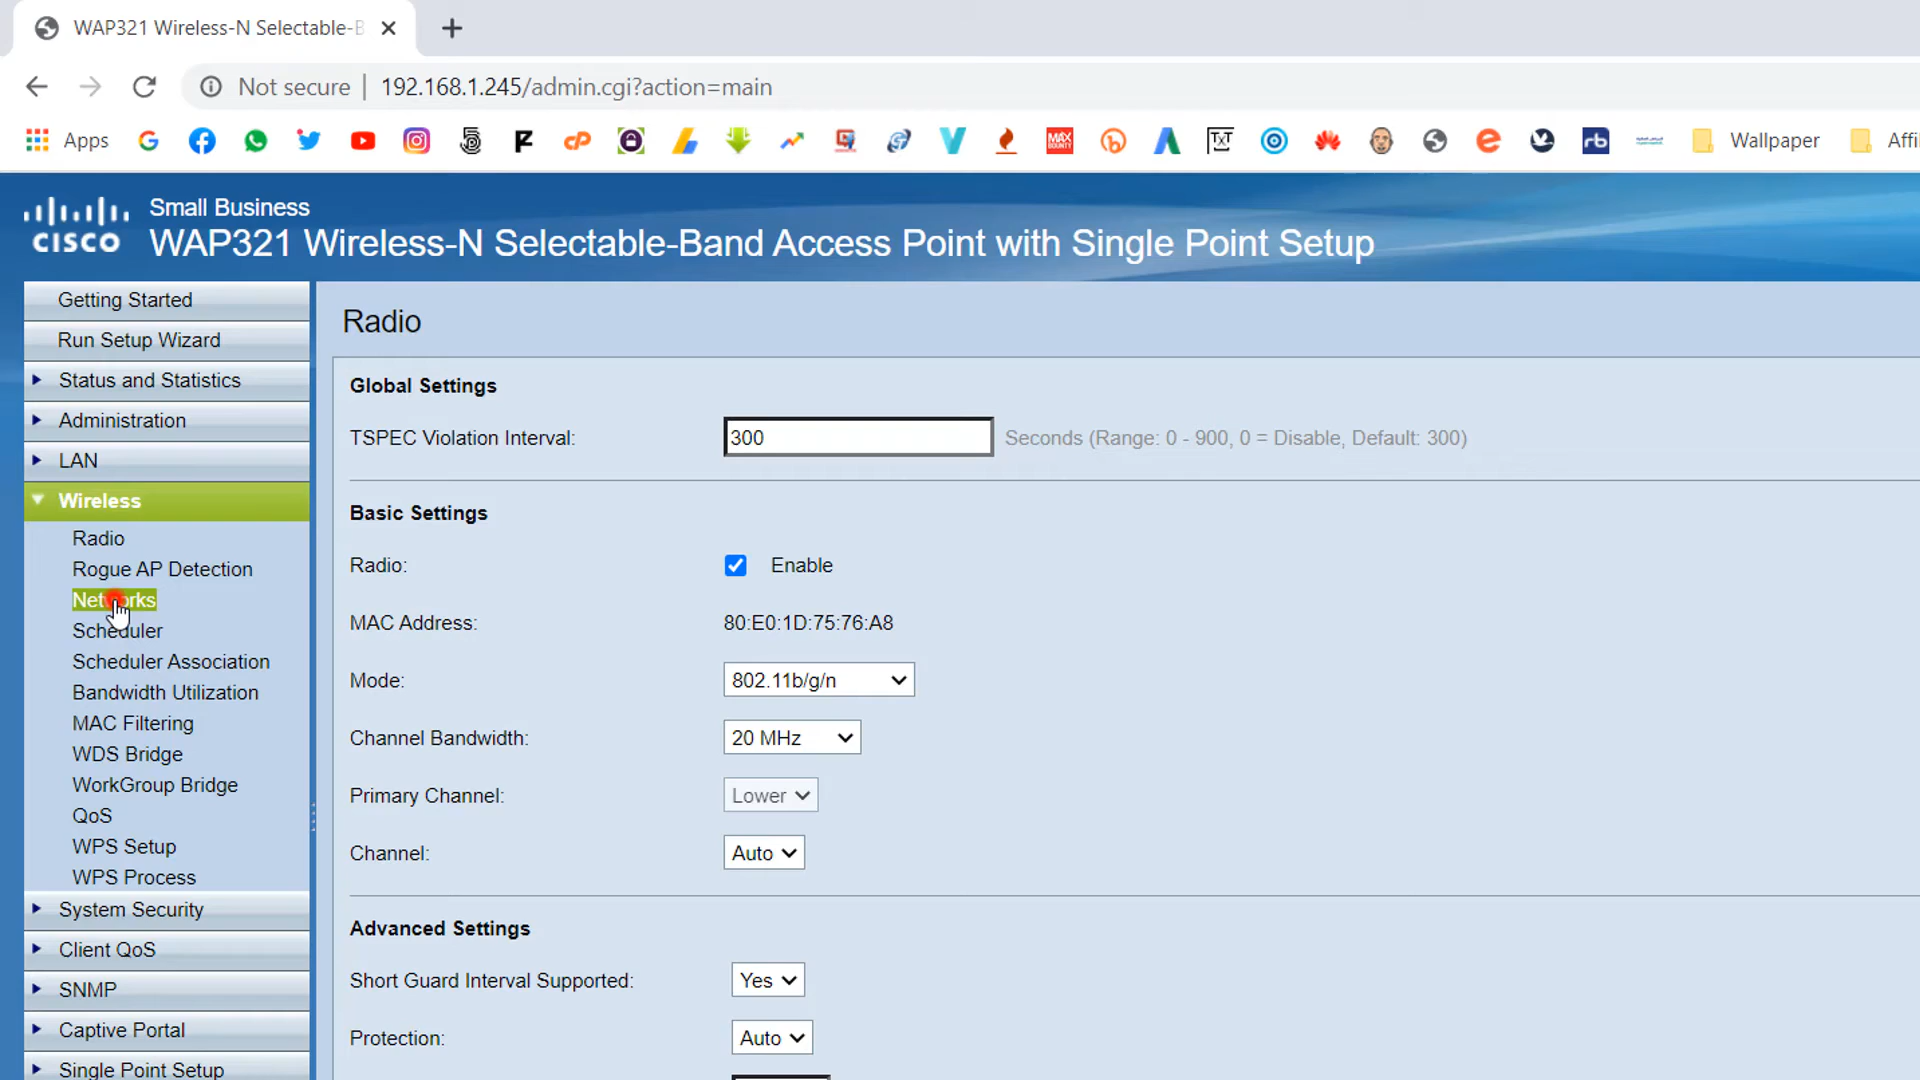 WAP321 Wireless-N Selectable-B
Not secure | 192.168.1.245/admin.cgi?action=main
Apps
Wallpaper
Affi
CISCO
Small Business
WAP321 Wireless-N Selectable-Band Access Point with Single Point Setup
Getting Started
Run Setup Wizard
Status and Statistics
Administration
LAN
Wireless
Radio
Rogue AP Detection
Networks
Scheduler
Scheduler Association
Bandwidth Utilization
MAC Filtering
WDS Bridge
WorkGroup Bridge
QoS
WPS Setup
WPS Process
System Security
Client QoS
SNMP
Captive Portal
Single Point Setup
Radio
Global Settings
TSPEC Violation Interval: 300 Seconds (Range: 0 - 900, 0 = Disable, Default: 300)
Basic Settings
Radio: Enable
MAC Address: 80:E0:1D:75:76:A8
Mode: 802.11b/g/n
Channel Bandwidth: 20 MHz
Primary Channel: Lower
Channel: Auto
Advanced Settings
Short Guard Interval Supported: Yes
Protection: Auto